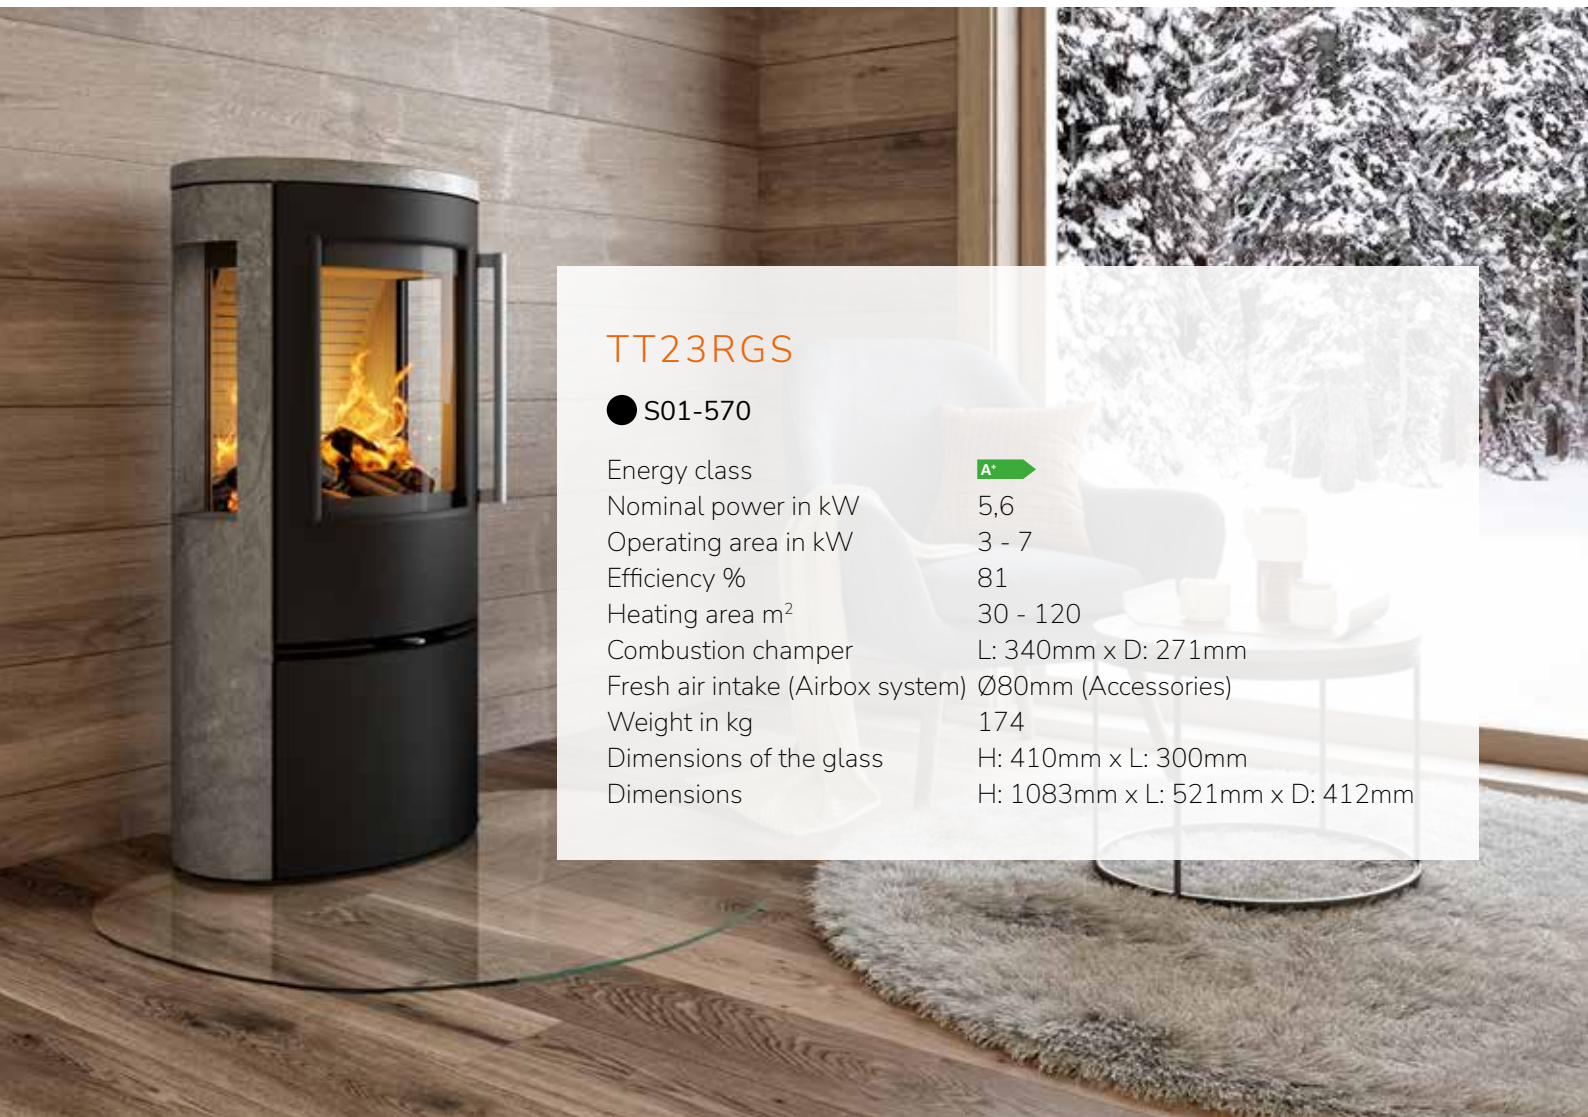 TT23RGS
S01-570
Energy class A+
Nominal power in kW 5,6
Operating area in kW 3 - 7
Efficiency % 81
Heating area m² 30 - 120
Combustion champer L: 340mm x D: 271mm
Fresh air intake (Airbox system) Ø80mm (Accessories)
Weight in kg 174
Dimensions of the glass H: 410mm x L: 300mm
Dimensions H: 1083mm x L: 521mm x D: 412mm